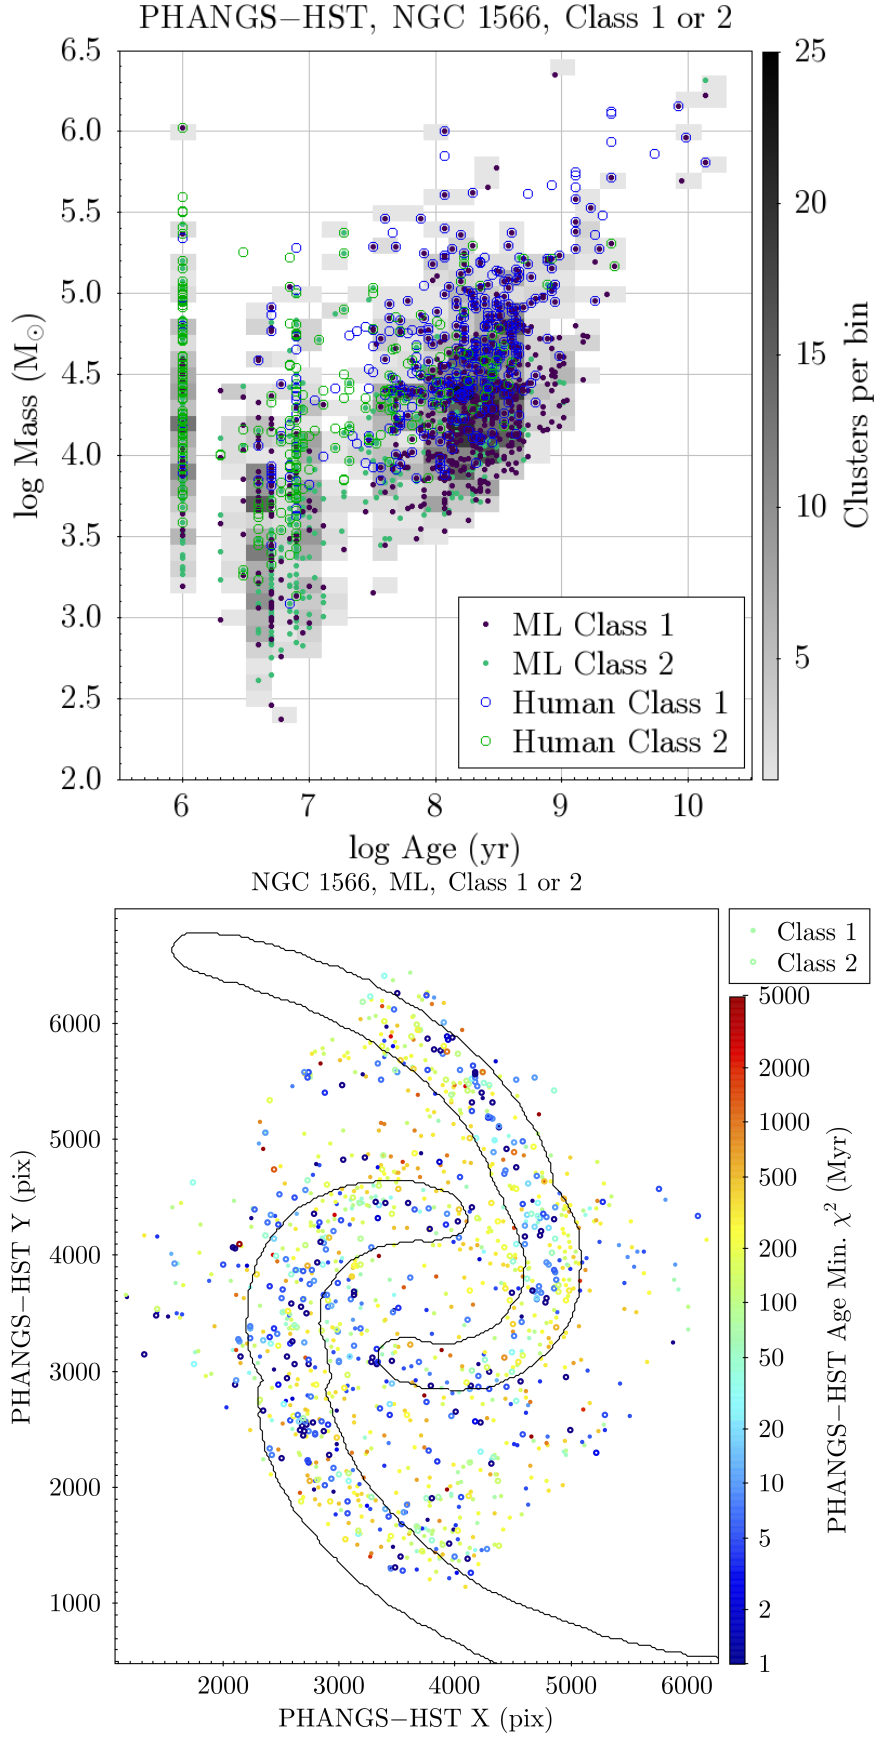 PHANGS−HST, NGC 1566, Class 1 or 2
6.5
6.0
5.5
5.0
4.5
4.0
3.5
3.0
2.5
2.0
log Mass (M⊙)
6 7 8 9 10
log Age (yr)
ML Class 1
ML Class 2
Human Class 1
Human Class 2
25
20
15
10
5
Clusters per bin
NGC 1566, ML, Class 1 or 2
6000
5000
4000
3000
2000
1000
PHANGS−HST Y (pix)
2000 3000 4000 5000 6000
PHANGS−HST X (pix)
Class 1
Class 2
5000
2000
1000
500
200
100
50
20
10
5
2
1
PHANGS−HST Age Min. χ² (Myr)